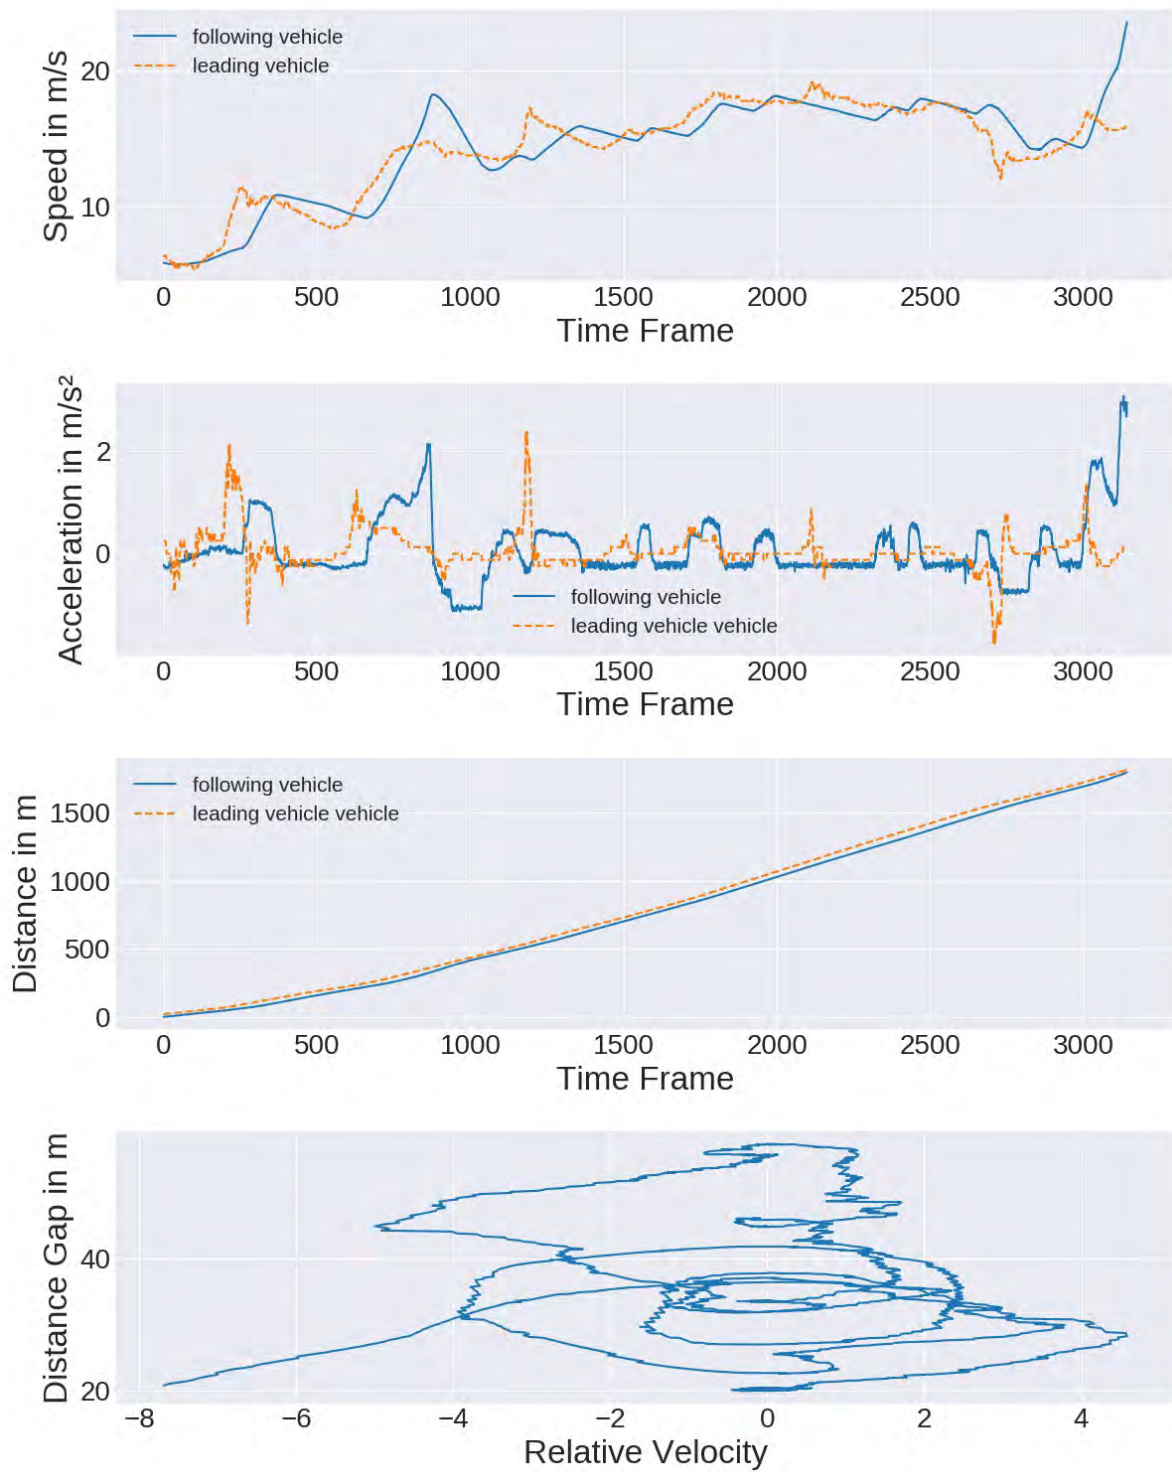 following vehicle
leading vehicle
Speed in m/s
20
10
0 500 1000 1500 2000 2500 3000
Time Frame
Acceleration in m/s²
2
0
following vehicle
leading vehicle vehicle
0 500 1000 1500 2000 2500 3000
Time Frame
following vehicle
leading vehicle vehicle
Distance in m
1500
1000
500
0
0 500 1000 1500 2000 2500 3000
Time Frame
Distance Gap in m
40
20
−8 −6 −4 −2 0 2 4
Relative Velocity